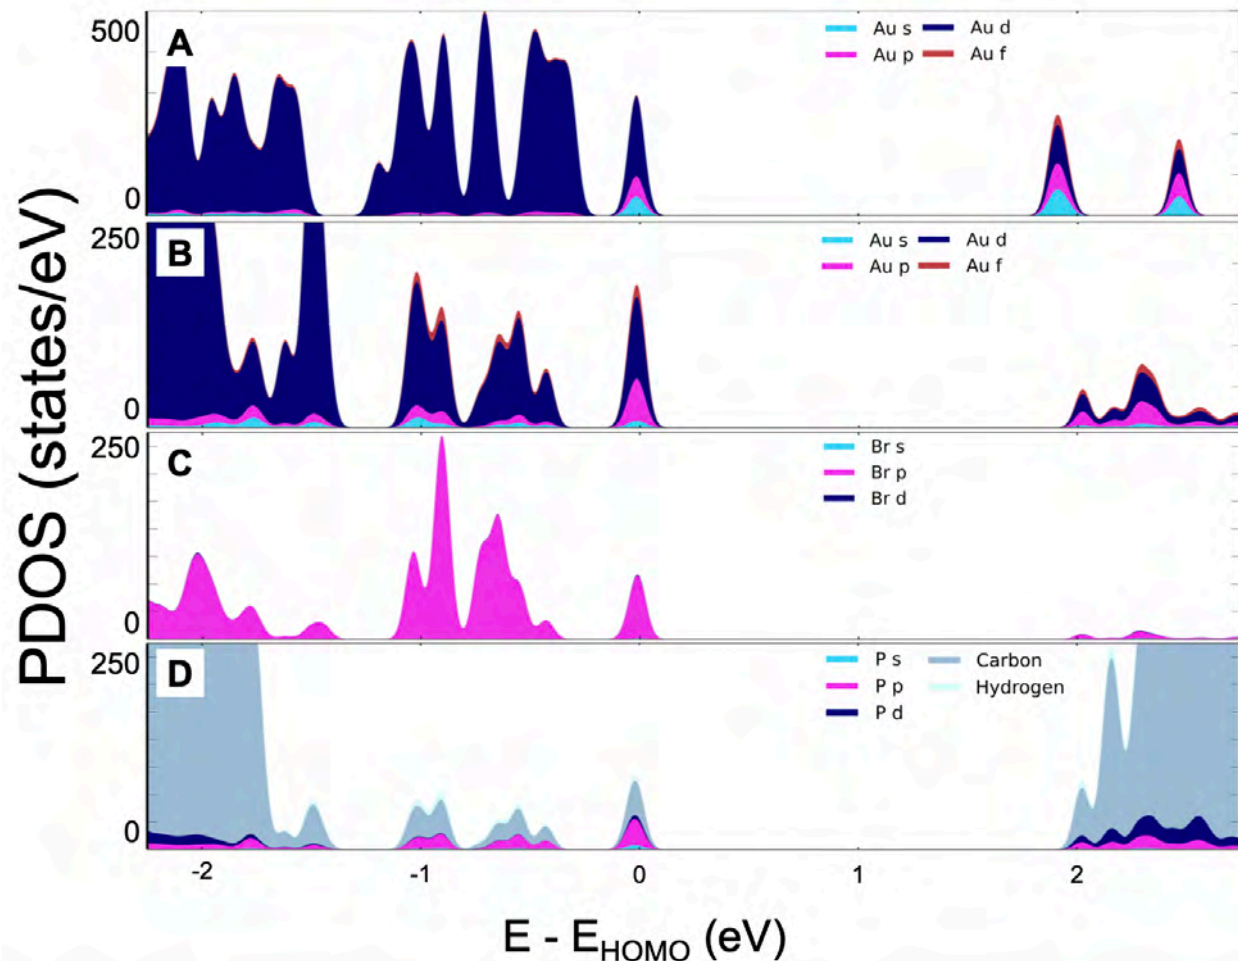 PDOS (states/eV)
A
500
0
Au s Au d
Au p Au f
B
250
0
Au s Au d
Au p Au f
C
250
0
Br s
Br p
Br d
D
250
0
P s Carbon
P p Hydrogen
P d
-2 -1 0 1 2
E - E_HOMO (eV)